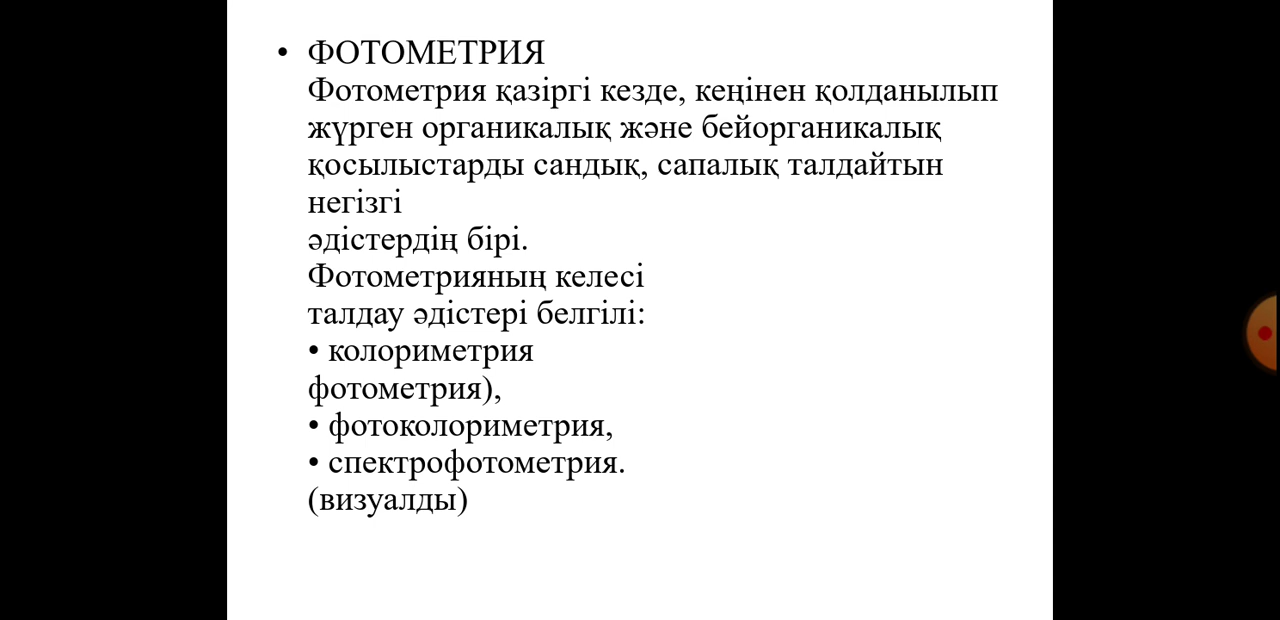 • ФОТОМЕТРИЯ
Фотометрия қазіргі кезде, кеңінен қолданылып
жүрген органикалық және бейорганикалық
қосылыстарды сандық, сапалық талдайтын
негізгі
әдістердің бірі.
Фотометрияның келесі
талдау әдістері белгілі:
• колориметрия
фотометрия),
• фотоколориметрия,
• спектрофотометрия.
(визуалды)